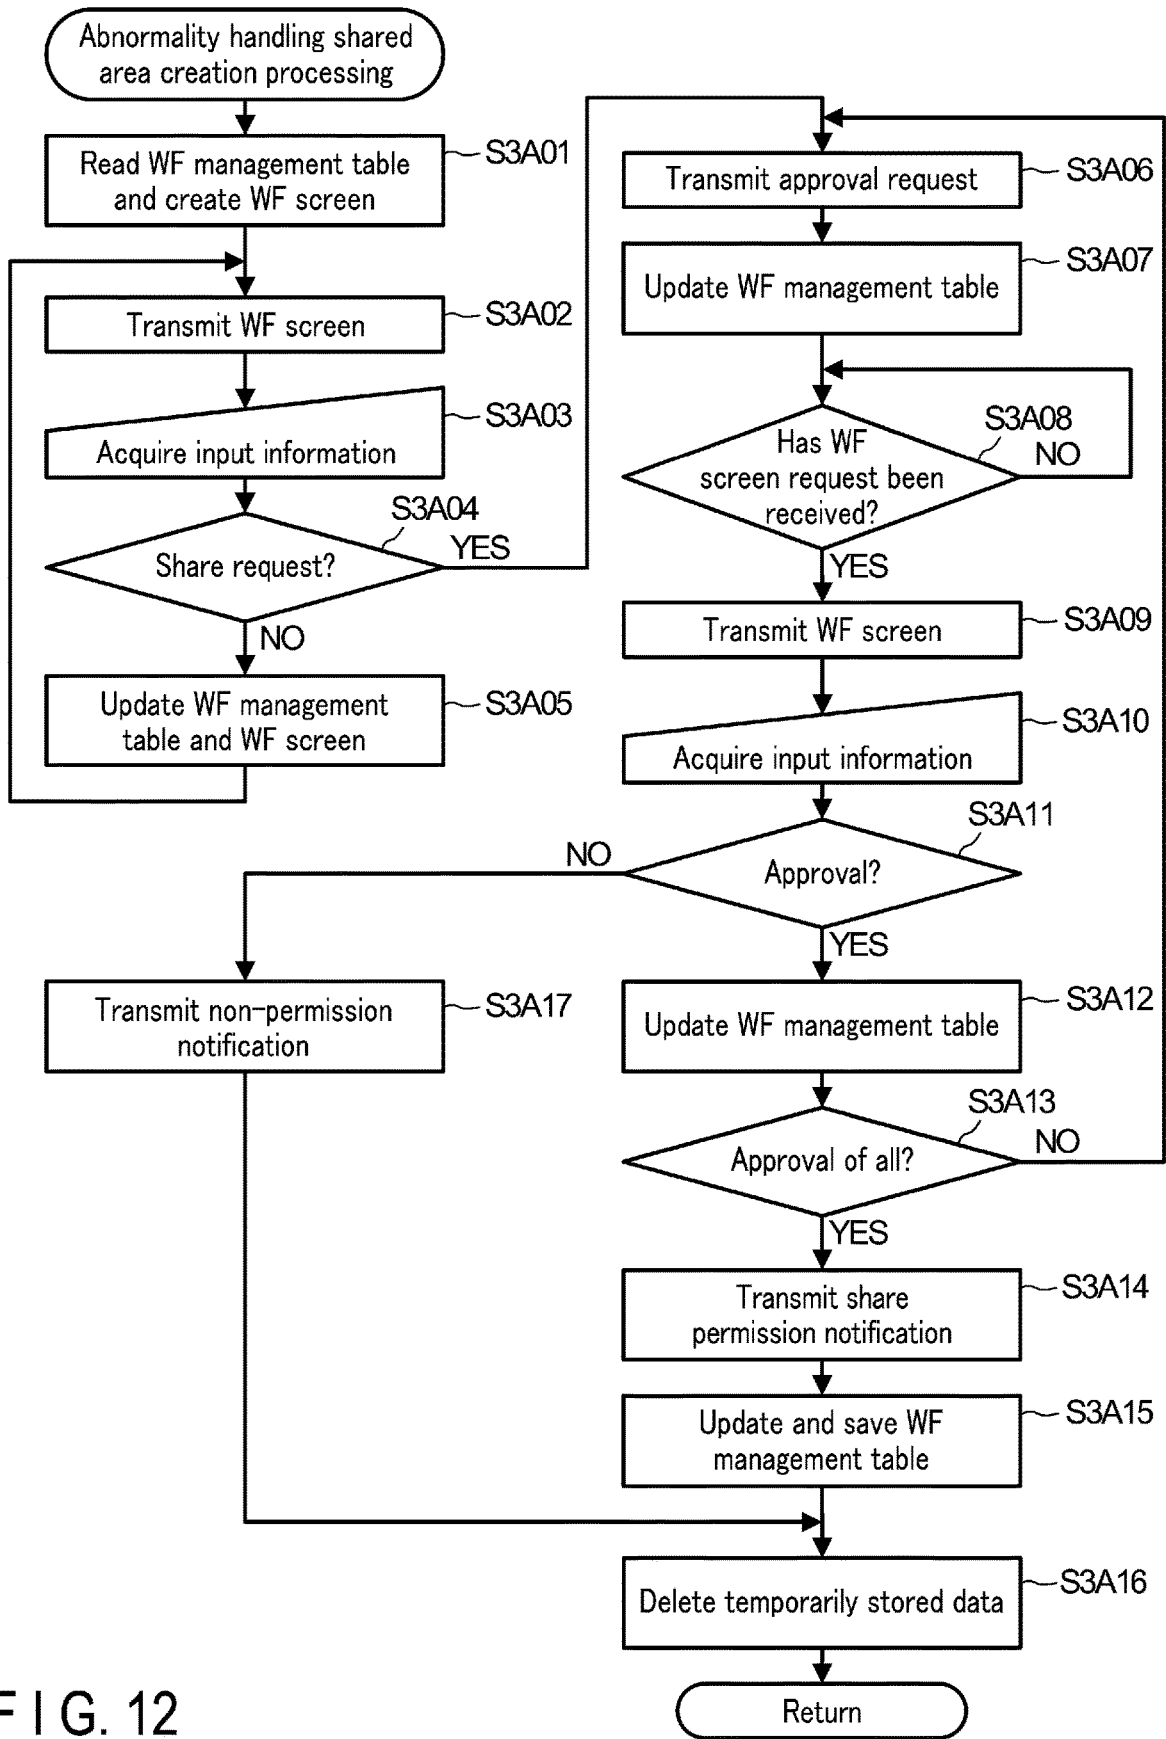 Abnormality handling shared
area creation processing
Read WF management table
and create WF screen
S3A01
Transmit WF screen
S3A02
Acquire input information
S3A03
Share request?
S3A04
YES
NO
Update WF management
table and WF screen
S3A05
Transmit approval request
S3A06
Update WF management table
S3A07
Has WF
screen request been
received?
S3A08
NO
YES
Transmit WF screen
S3A09
Acquire input information
S3A10
Approval?
S3A11
NO
YES
Transmit non-permission
notification
S3A17
Update WF management table
S3A12
Approval of all?
S3A13
NO
YES
Transmit share
permission notification
S3A14
Update and save WF
management table
S3A15
Delete temporarily stored data
S3A16
Return
F I G. 12